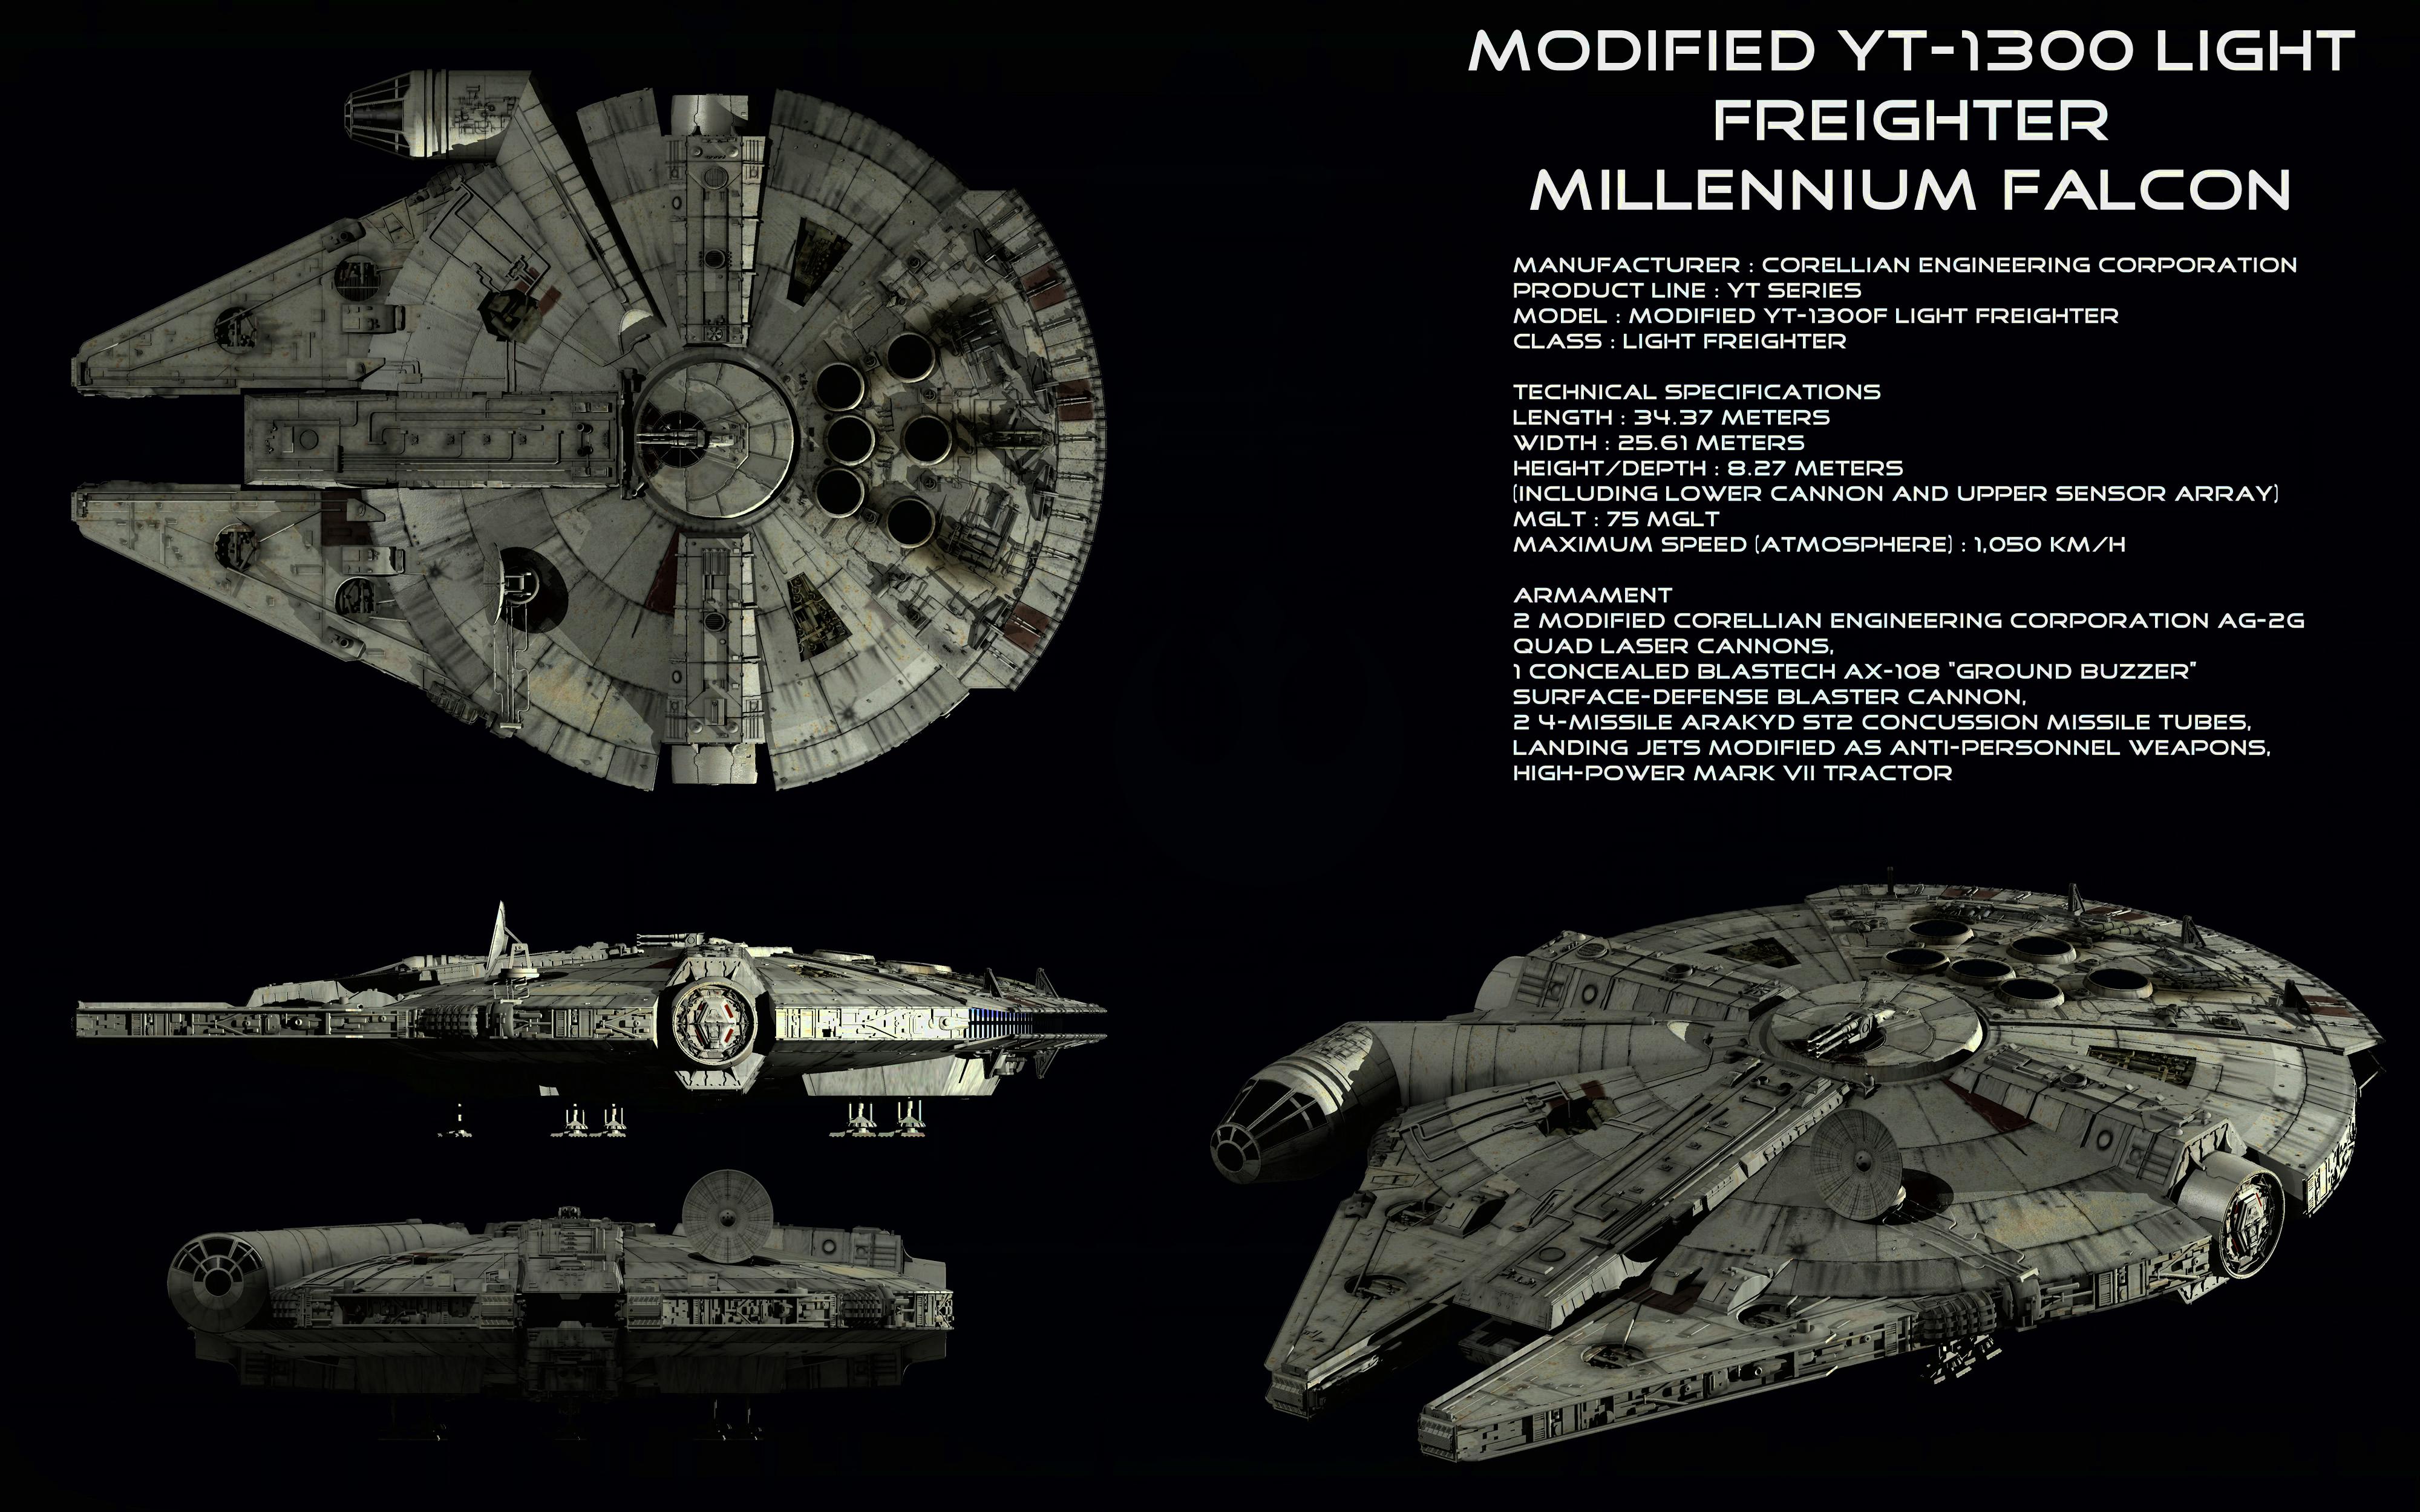 MODIFIED YT-1300 LIGHT
FREIGHTER
MILLENNIUM FALCON
MANUFACTURER : CORELLIAN ENGINEERING CORPORATION
PRODUCT LINE : YT SERIES
MODEL : MODIFIED YT-1300F LIGHT FREIGHTER
CLASS : LIGHT FREIGHTER
TECHNICAL SPECIFICATIONS
LENGTH : 34.37 METERS
WIDTH : 25.61 METERS
HEIGHT/DEPTH : 8.27 METERS
(INCLUDING LOWER CANNON AND UPPER SENSOR ARRAY)
MGLT : 75 MGLT
MAXIMUM SPEED (ATMOSPHERE) : 1,050 KM/H
ARMAMENT
2 MODIFIED CORELLIAN ENGINEERING CORPORATION AG-2G
QUAD LASER CANNONS,
1 CONCEALED BLASTECH AX-108 "GROUND BUZZER"
SURFACE-DEFENSE BLASTER CANNON,
2 4-MISSILE ARAKYD ST2 CONCUSSION MISSILE TUBES,
LANDING JETS MODIFIED AS ANTI-PERSONNEL WEAPONS,
HIGH-POWER MARK VII TRACTOR